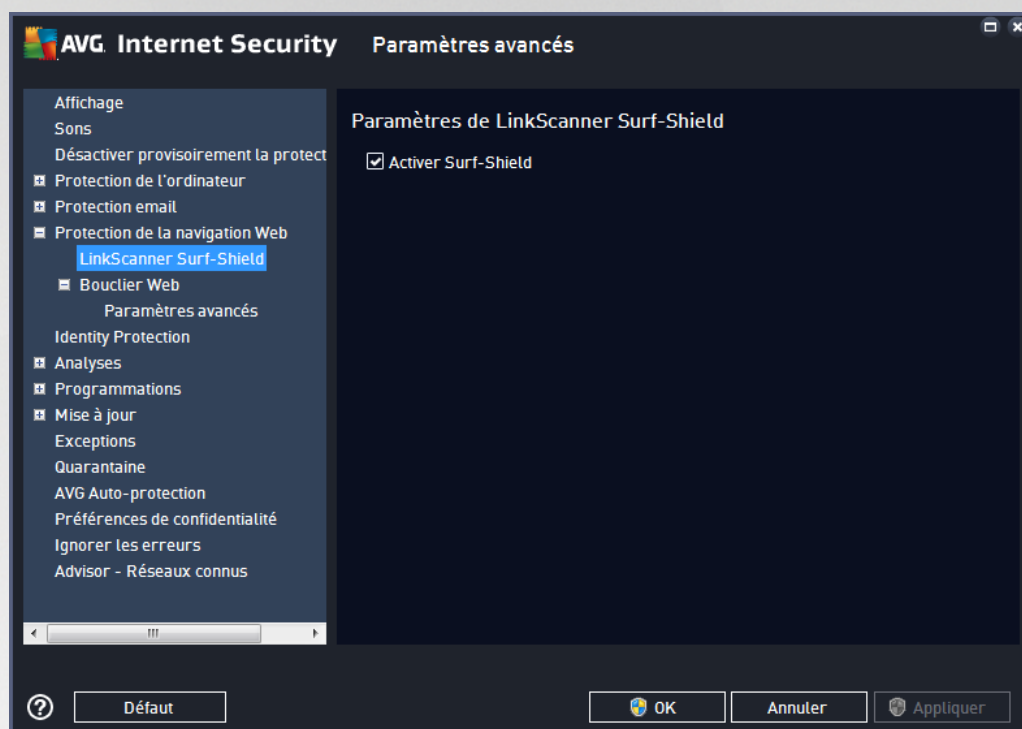 AVG. Internet Security Paramètres avancés
Affichage
Sons
Désactiver provisoirement la protect
Protection de l'ordinateur
Protection email
Protection de la navigation Web
LinkScanner Surf-Shield
Bouclier Web
Paramètres avancés
Identity Protection
Analyses
Programmations
Mise à jour
Exceptions
Quarantaine
AVG Auto-protection
Préférences de confidentialité
Ignorer les erreurs
Advisor - Réseaux connus
Paramètres de LinkScanner Surf-Shield
Activer Surf-Shield
? Défaut OK Annuler Appliquer